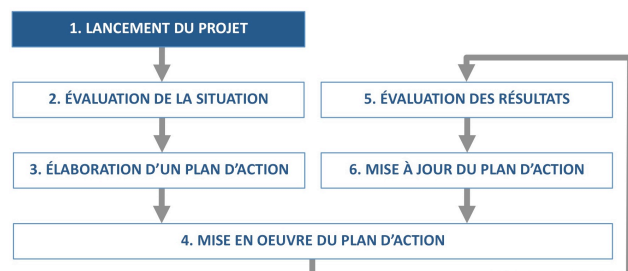 1. LANCEMENT DU PROJET
2. ÉVALUATION DE LA SITUATION
5. ÉVALUATION DES RÉSULTATS
3. ÉLABORATION D'UN PLAN D'ACTION
6. MISE À JOUR DU PLAN D'ACTION
4. MISE EN OEUVRE DU PLAN D'ACTION